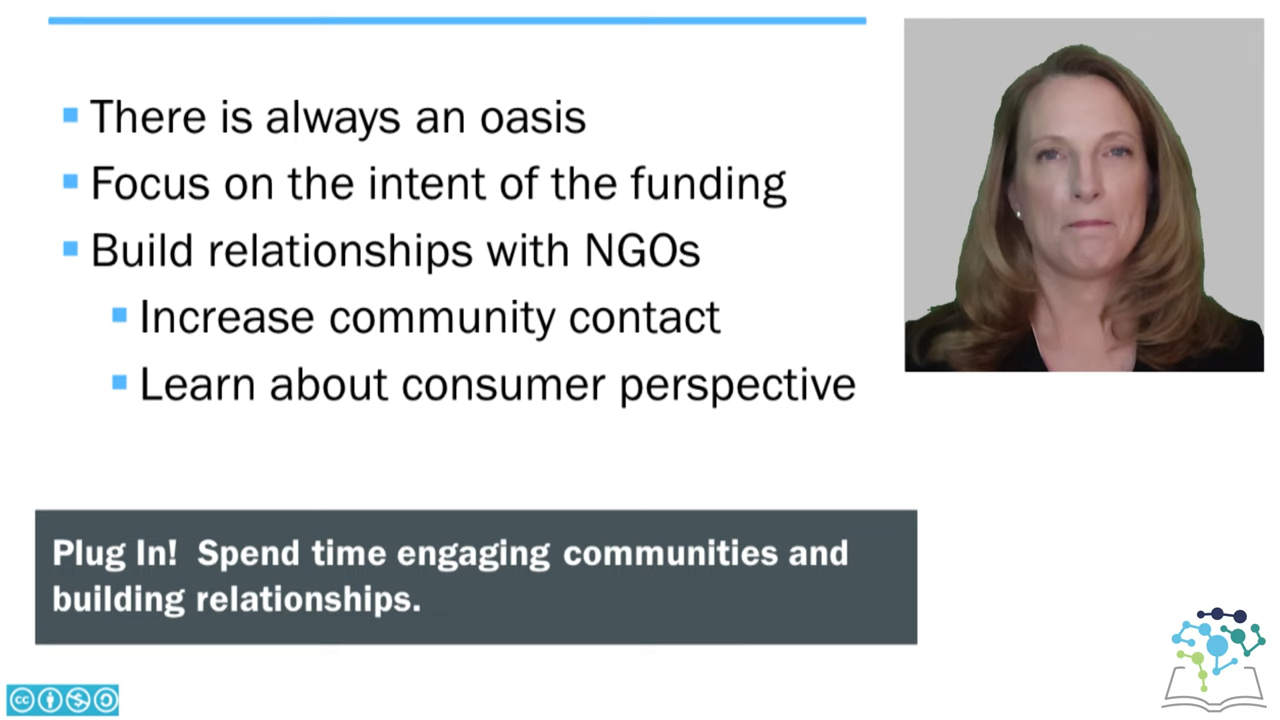 There is always an oasis
Focus on the intent of the funding
Build relationships with NGOs
Increase community contact
Learn about consumer perspective
Plug In!  Spend time engaging communities and
building relationships.
cc